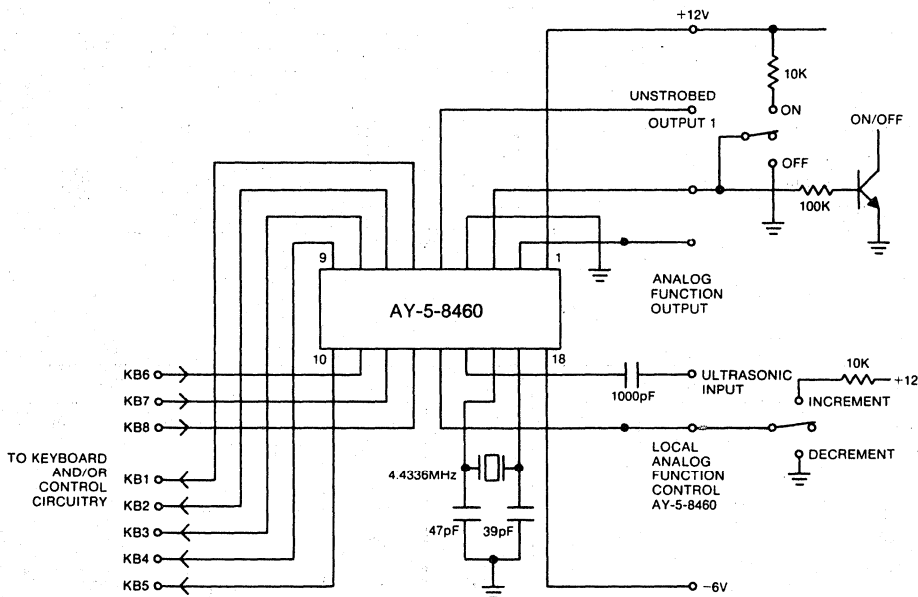 +12V
10K
UNSTROBED
OUTPUT 1
ON
ON/OFF
OFF
100K
9
1
ANALOG
FUNCTION
OUTPUT
AY-5-8460
10
18
KB6
KB7
KB8
1000pF
ULTRASONIC
INPUT
10K
+12
INCREMENT
DECREMENT
LOCAL
ANALOG
FUNCTION
CONTROL
AY-5-8460
TO KEYBOARD
AND/OR
CONTROL
CIRCUITRY
KB1
KB2
KB3
KB4
KB5
4.4336MHz
47pF
39pF
-6V